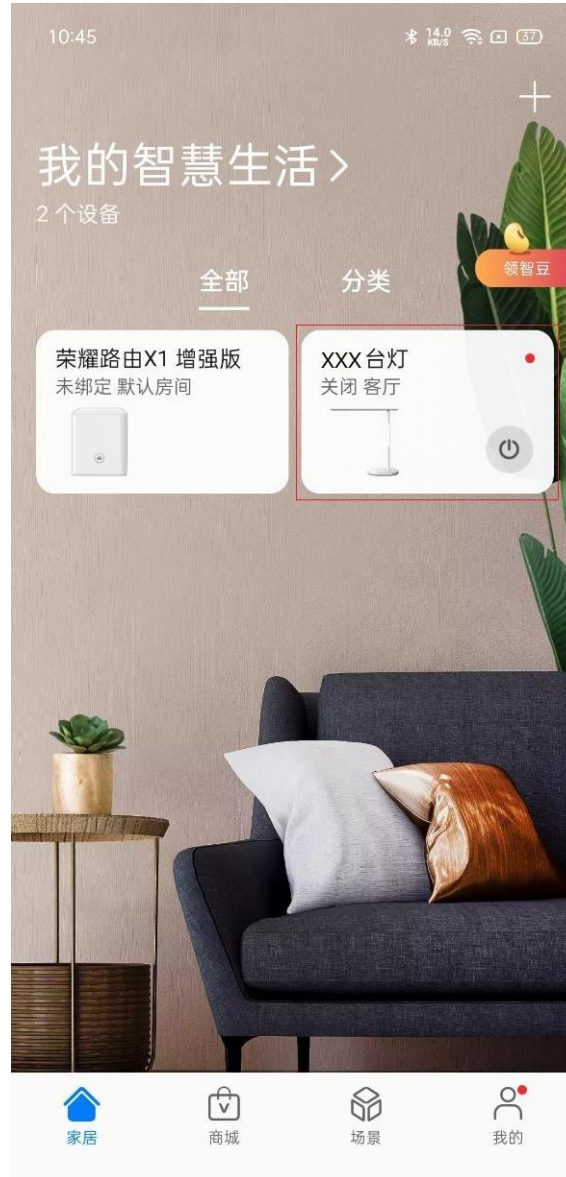 10:45
14.0
KB/S
37
我的智慧生活
2 个设备
领智豆
全部 分类
荣耀路由X1 增强版
未绑定 默认房间
XXX 台灯
关闭 客厅
家居 商城 场景 我的